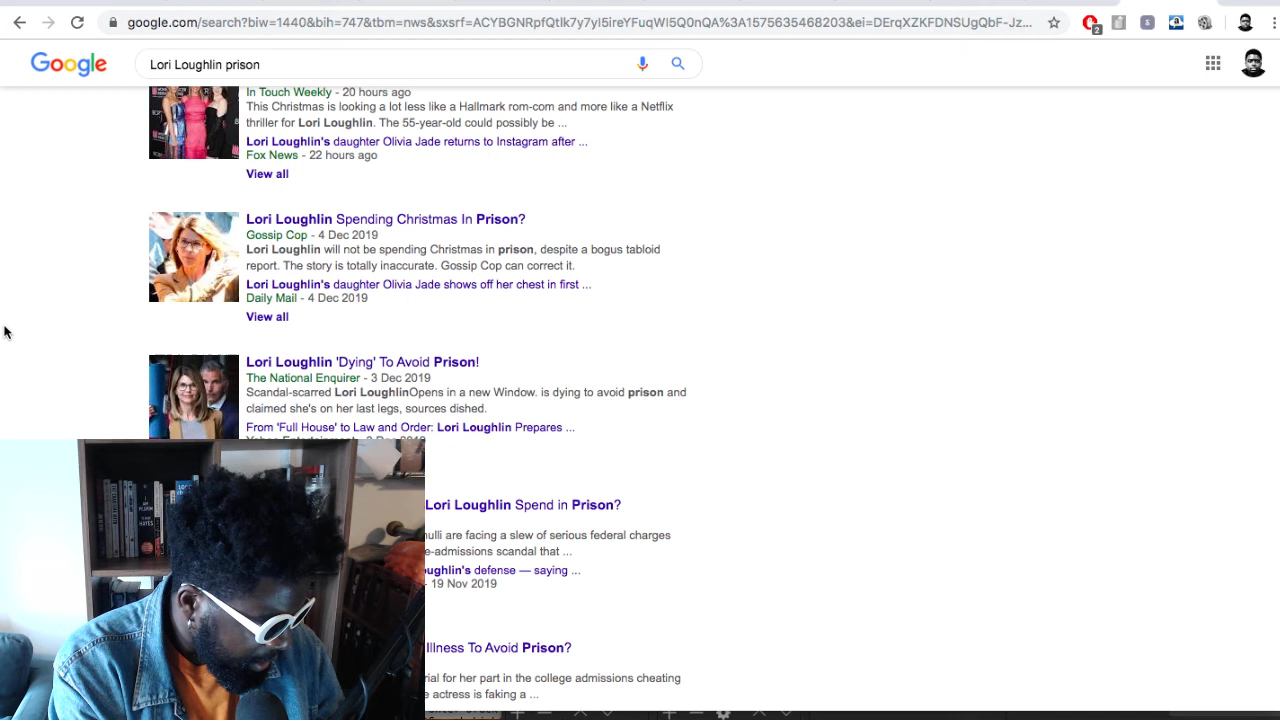 google.com/search?biw=1440&bih=747&tbm=nws&sxsrf=ACYBGNRpfQtlk7y7yI5ireYFuqWI5Q0nQA%3A1575635468203&ei=DErqXZKFDNSUgQbF-Jz...
2
Google
Lori Loughlin prison
In Touch Weekly - 20 hours ago
This Christmas is looking a lot less like a Hallmark rom-com and more like a Netflix
thriller for Lori Loughlin. The 55-year-old could possibly be ...
Lori Loughlin's daughter Olivia Jade returns to Instagram after ...
Fox News - 22 hours ago
View all
Lori Loughlin Spending Christmas In Prison?
Gossip Cop - 4 Dec 2019
Lori Loughlin will not be spending Christmas in prison, despite a bogus tabloid
report. The story is totally inaccurate. Gossip Cop can correct it.
Lori Loughlin's daughter Olivia Jade shows off her chest in first ...
Daily Mail - 4 Dec 2019
View all
Lori Loughlin 'Dying' To Avoid Prison!
The National Enquirer - 3 Dec 2019
Scandal-scarred Lori LoughlinOpens in a new Window. is dying to avoid prison and
claimed she's on her last legs, sources dished.
From 'Full House' to Law and Order: Lori Loughlin Prepares ...
Lori Loughlin Spend in Prison?
nulli are facing a slew of serious federal charges
e-admissions scandal that ...
oughlin's defense — saying ...
- 19 Nov 2019
Illness To Avoid Prison?
rial for her part in the college admissions cheating
e actress is faking a ...